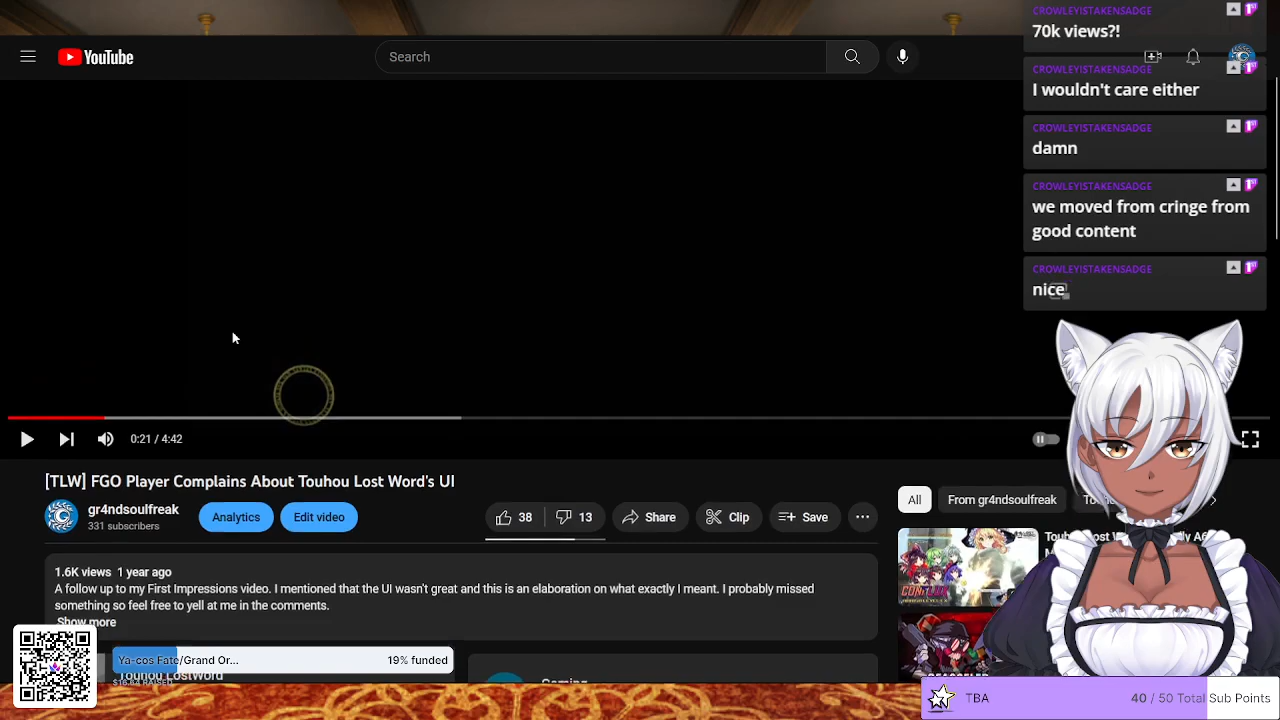 CROWLEYISTAKENSADGE
70k views?!
CROWLEYISTAKENSADGE
I wouldn't care either
CROWLEYISTAKENSADGE
damn
CROWLEYISTAKENSADGE
we moved from cringe from
good content
CROWLEYISTAKENSADGE
nice
YouTube
Search
0:21 / 4:42
[TLW] FGO Player Complains About Touhou Lost Word's UI
gr4ndsoulfreak
331 subscribers
Analytics
Edit video
38
13
Share
Clip
Save
All
From gr4ndsoulfreak
1.6K views 1 year ago
A follow up to my First Impressions video. I mentioned that the UI wasn't great and this is an elaboration on what exactly I meant. I probably missed
something so feel free to yell at me in the comments.
Show more
Ya-cos Fate/Grand Or...
19% funded
Touhou LostWord
Gaming
TBA
40 / 50 Total Sub Points